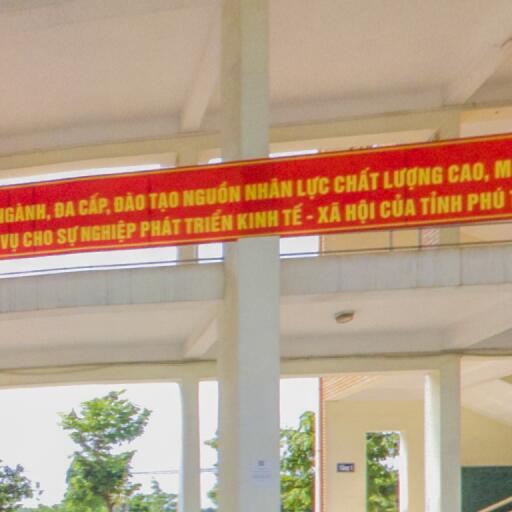 NGÀNH, ĐA CẤP, ĐÀO TẠO NGUỒN NHÂN LỰC CHẤT LƯỢNG CAO, M
VỤ CHO SỰ NGHIỆP PHÁT TRIỂN KINH TẾ - XÃ HỘI CỦA TỈNH PHÚ T